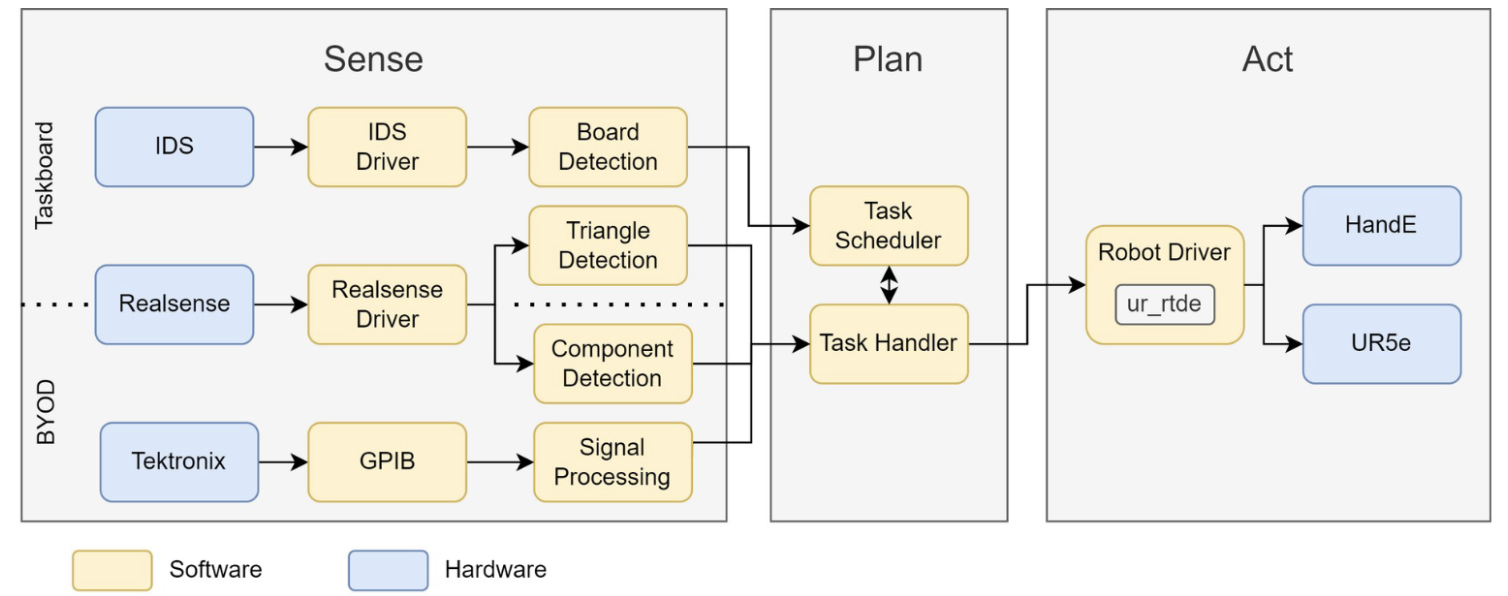 Sense
Plan
Act
Taskboard
IDS
IDS
Driver
Board
Detection
Triangle
Detection
Realsense
Realsense
Driver
Component
Detection
BYOD
Tektronix
GPIB
Signal
Processing
Task
Scheduler
Task Handler
Robot Driver
ur_rtde
HandE
UR5e
Software
Hardware